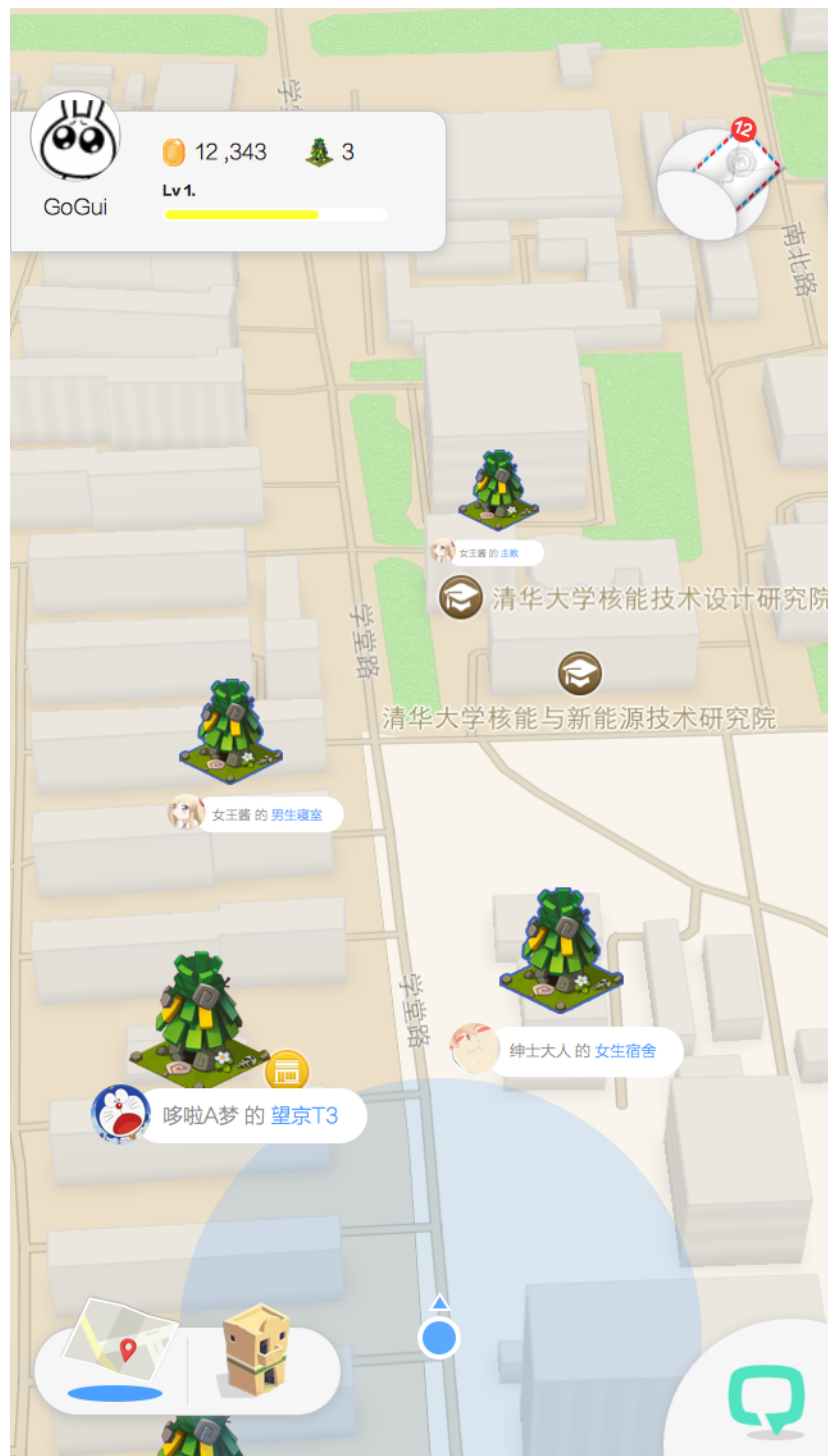 学
12
12 ,343
3
Lv 1.
GoGui
南北路
女王酱 的 主教
清华大学核能技术设计研究院
学堂路
清华大学核能与新能源技术研究院
女王酱 的 男生寝室
学堂路
绅士大人 的 女生宿舍
哆啦A梦 的 望京T3